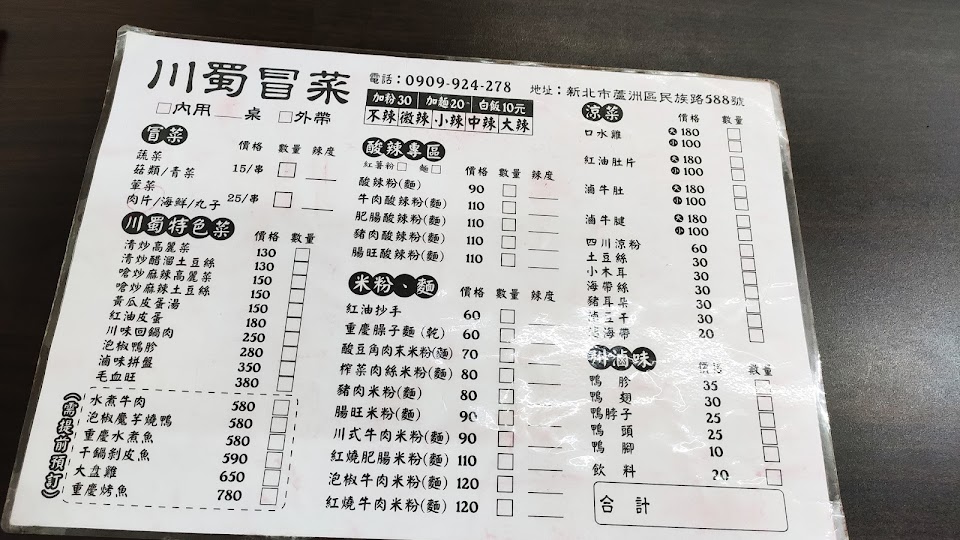 川蜀冒菜
電話：0909-924-278
地址：新北市蘆洲區民族路588號
□內用 桌 □外帶
加粉30 加麵20 白飯10元
不辣 微辣 小辣 中辣 大辣
冒菜 價格 數量 辣度
蔬菜
菇類/青菜 15/串
葷菜
肉片/海鮮/丸子 25/串
川蜀特色菜 價格 數量
清炒高麗菜 130
清炒醋溜土豆絲 130
嗆炒麻辣高麗菜 150
嗆炒麻辣土豆絲 150
黃瓜皮蛋湯 150
紅油皮蛋 180
川味回鍋肉 250
泡椒鴨胗 280
滷味拼盤 350
毛血旺 380
(需提前預訂)
水煮牛肉 580
泡椒魔芋燒鴨 580
重慶水煮魚 580
干鍋剝皮魚 590
大盘雞 650
重慶烤魚 780
酸辣專區 價格 數量 辣度
紅薯粉□ 麵□
酸辣粉(麵) 90
牛肉酸辣粉(麵) 110
肥腸酸辣粉(麵) 110
豬肉酸辣粉(麵) 110
腸旺酸辣粉(麵) 110
米粉、麵 價格 數量 辣度
紅油抄手 60
重慶臊子麵(乾) 60
酸豆角肉末米粉(麵) 70
榨菜肉絲米粉(麵) 80
豬肉米粉(麵) 80
腸旺米粉(麵) 90
川式牛肉米粉(麵) 90
紅燒肥腸米粉(麵) 110
泡椒牛肉米粉(麵) 120
紅燒牛肉米粉(麵) 120
涼菜 價格 數量
口水雞 大180
小100
紅油肚片 大180
小100
滷牛肚 大180
小100
滷牛腱 大180
小100
四川涼粉 60
土豆絲 30
小木耳 30
海帶絲 30
豬耳朵 30
滷豆干 30
海帶 20
滷味 價格 數量
鴨胗 35
鴨翅 30
鴨脖子 25
鴨頭 25
鴨腳 10
飲料 20
合計